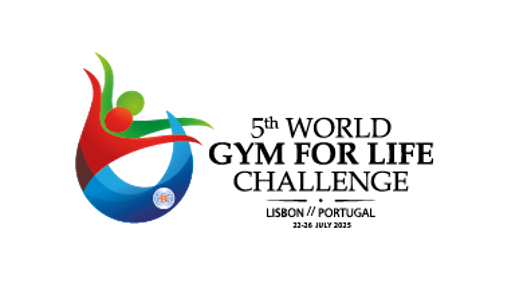 5th WORLD
GYM FOR LIFE
CHALLENGE
LISBON // PORTUGAL
22-26 JULY 2025